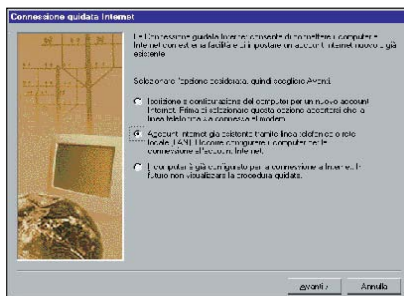 Connessione guidata Internet
La Connessione guidata Internet consente di connettere il computer a
Internet con estrema facilità e di impostare un account Internet nuovo o già
esistente.
Selezionare l'opzione desiderata, quindi scegliere Avanti.
Iscrizione e configurazione del computer per un nuovo account
Internet. Prima di selezionare questa opzione accertarsi che la
linea telefonica sia connessa al modem.
Account Internet già esistente tramite linea telefonica o rete
locale (LAN). Occorre configurare il computer per la
connessione all'account Internet.
Il computer è già configurato per la connessione a Internet. In
futuro non visualizzare la procedura guidata.
Avanti >
Annulla